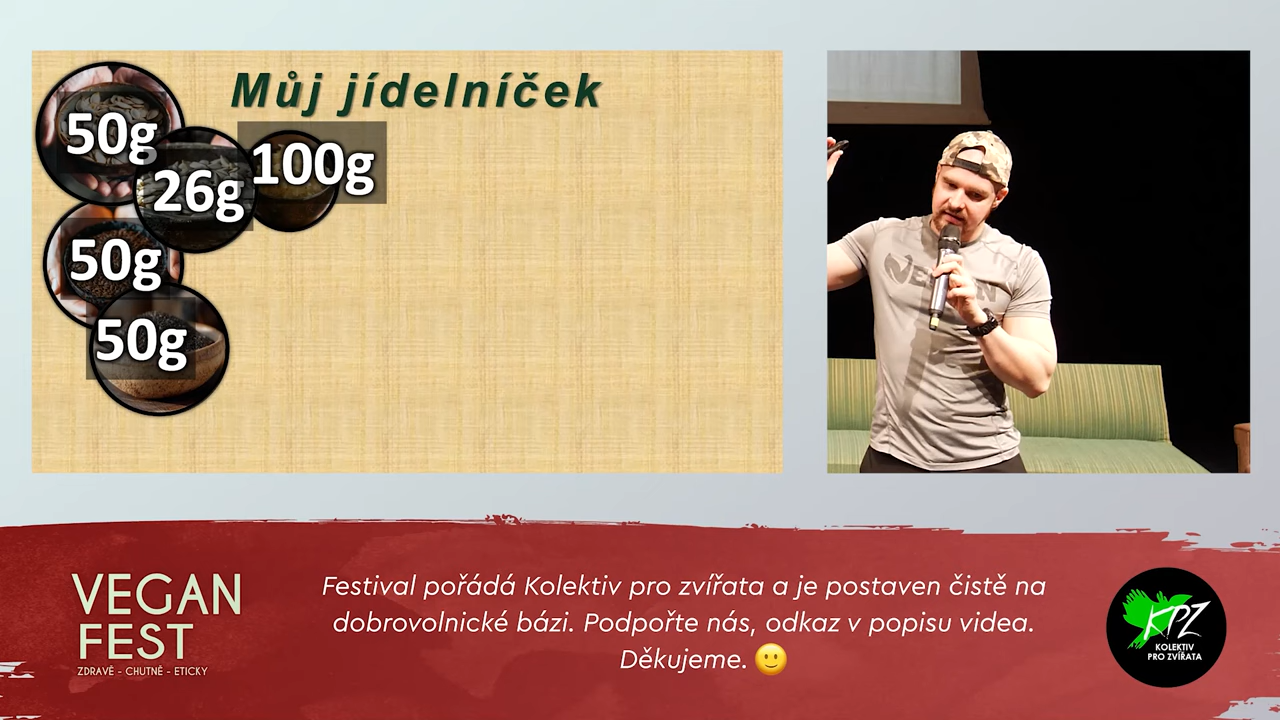 Můj jídelníček
50g
26g
100g
50g
50g
VEGAN
FEST
ZDRAVĚ - CHUTNĚ - ETICKY
Festival pořádá Kolektiv pro zvířata a je postaven čistě na
dobrovolnické bázi. Podpořte nás, odkaz v popisu videa.
Děkujeme. 🙂
KPZ
KOLEKTIV
PRO ZVÍŘATA